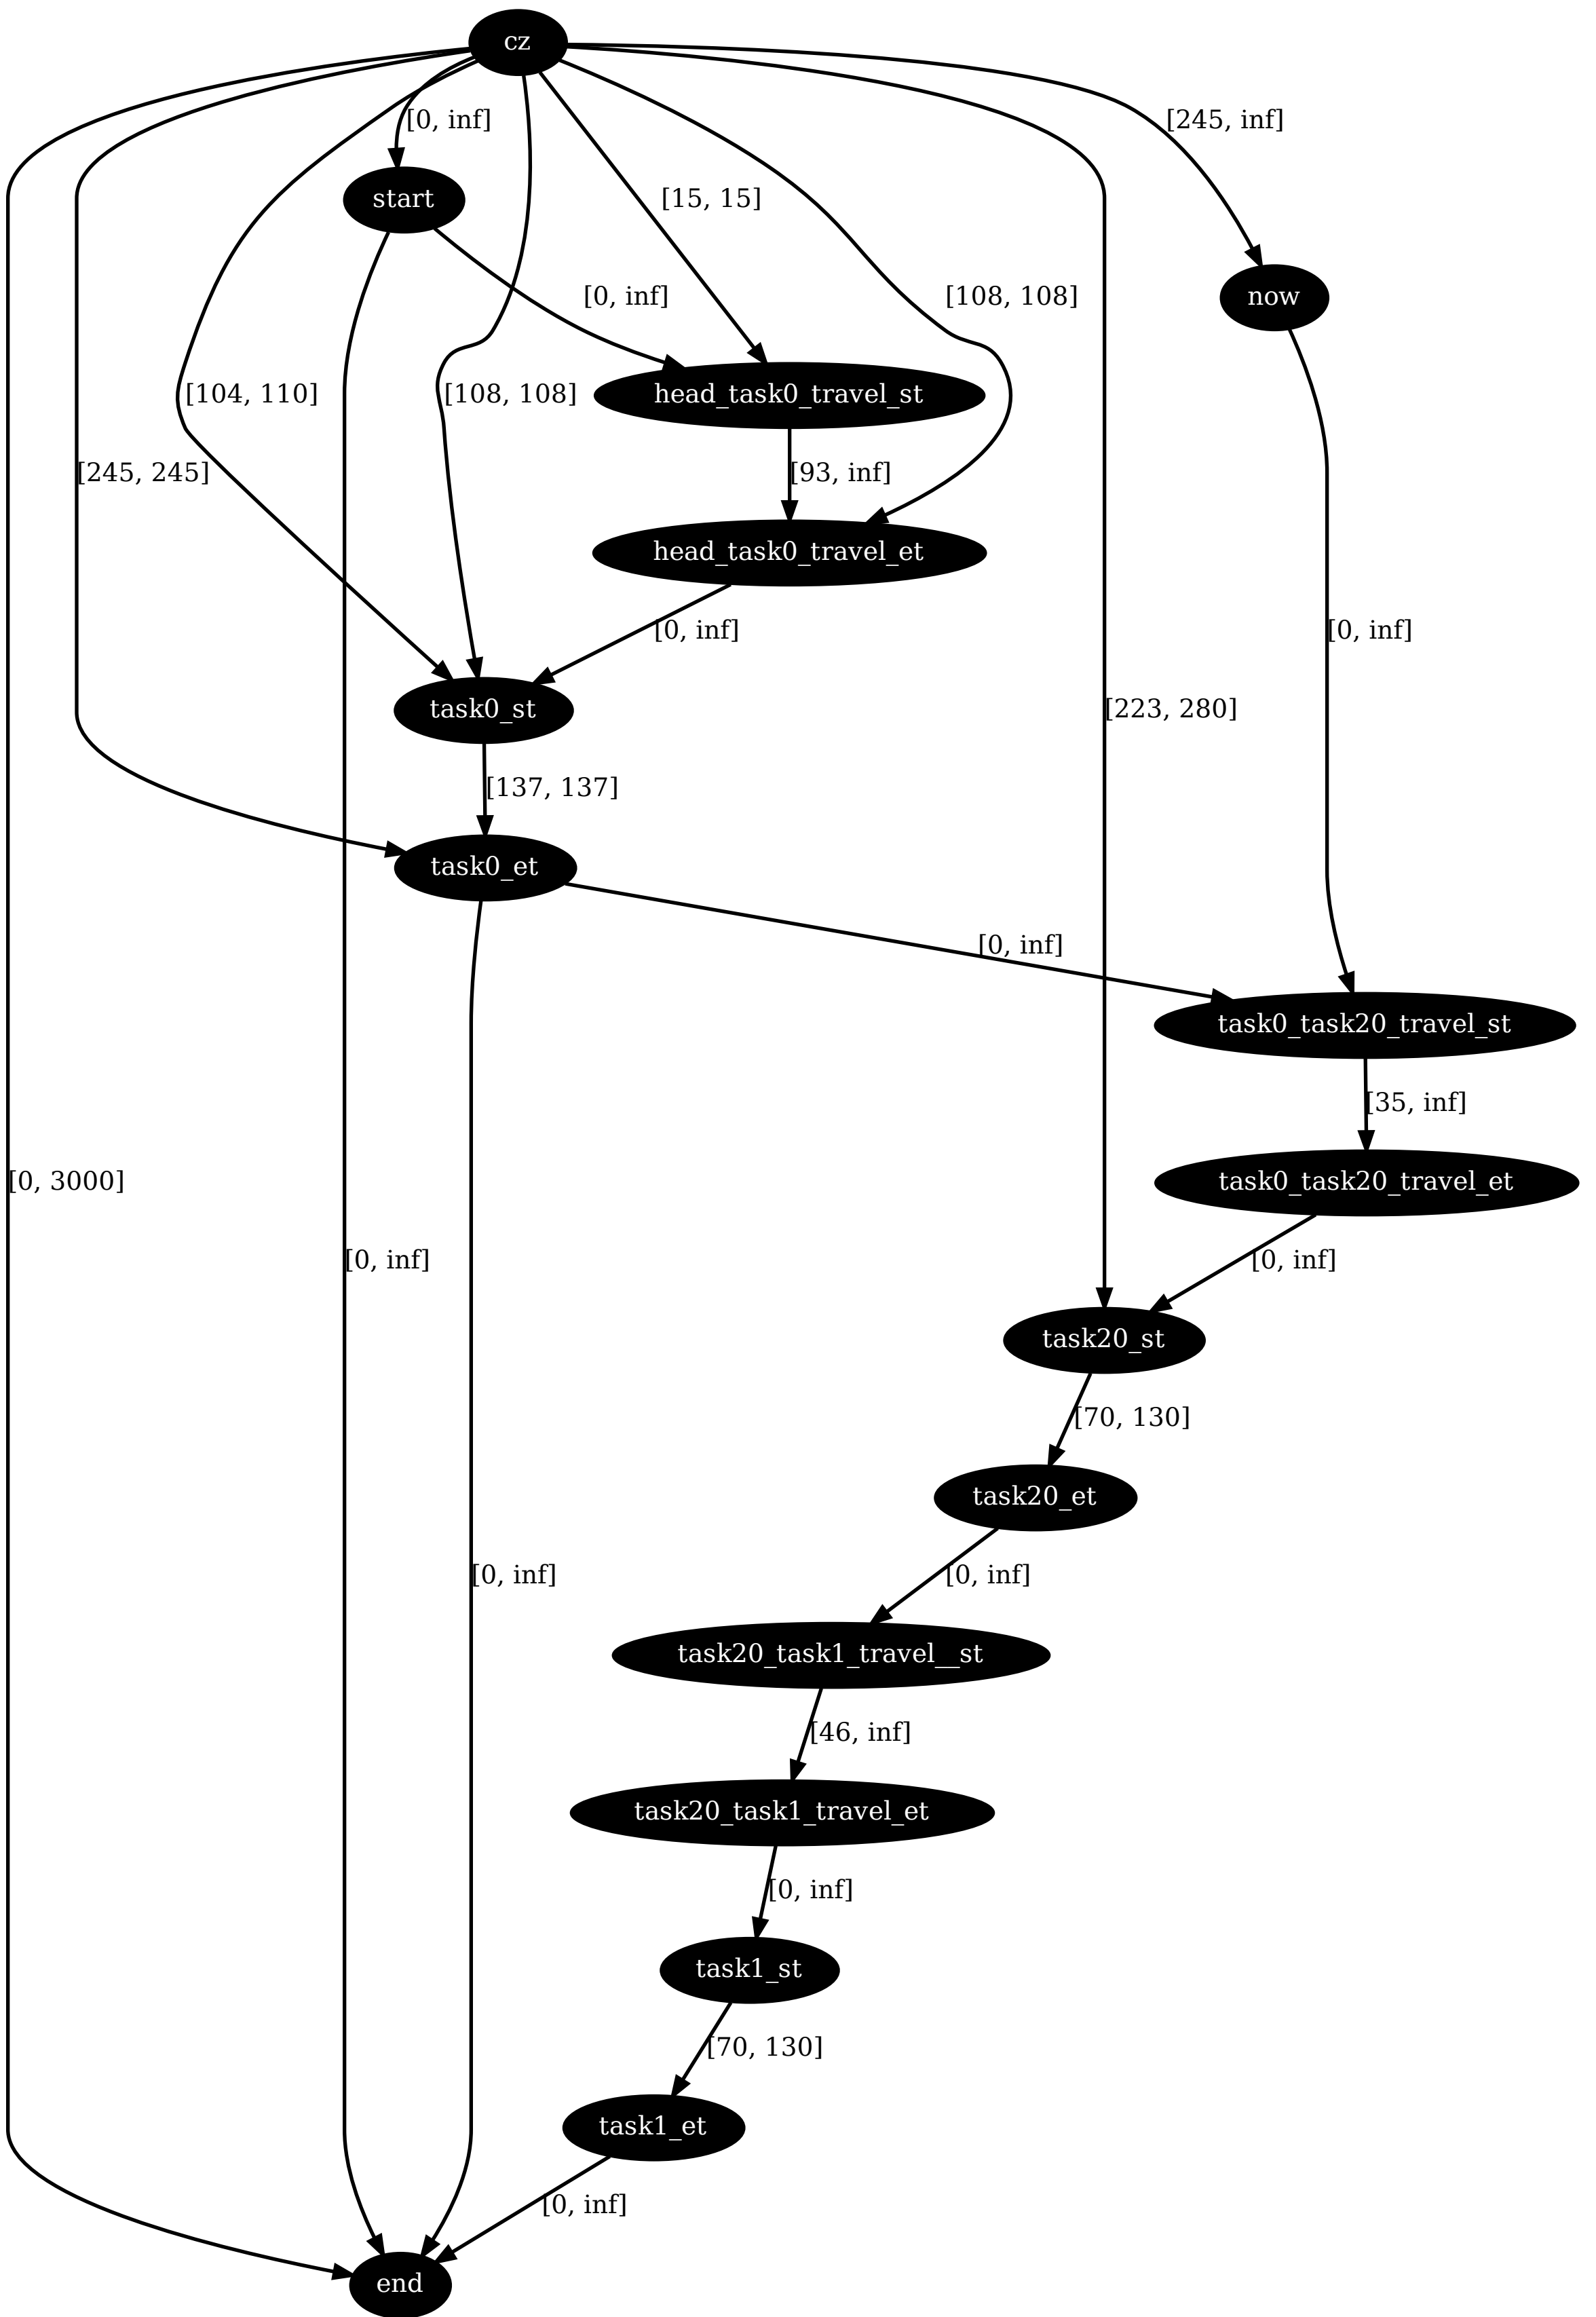 cz
[0, inf]
[245, inf]
start
[15, 15]
now
[0, inf]
[108, 108]
[104, 110]
[108, 108]
head_task0_travel_st
[245, 245]
[93, inf]
head_task0_travel_et
[0, inf]
[0, inf]
task0_st
[223, 280]
[137, 137]
task0_et
[0, inf]
task0_task20_travel_st
[35, inf]
[0, 3000]
task0_task20_travel_et
[0, inf]
[0, inf]
task20_st
[70, 130]
task20_et
[0, inf]
[0, inf]
task20_task1_travel__st
[46, inf]
task20_task1_travel_et
[0, inf]
task1_st
[70, 130]
task1_et
[0, inf]
end